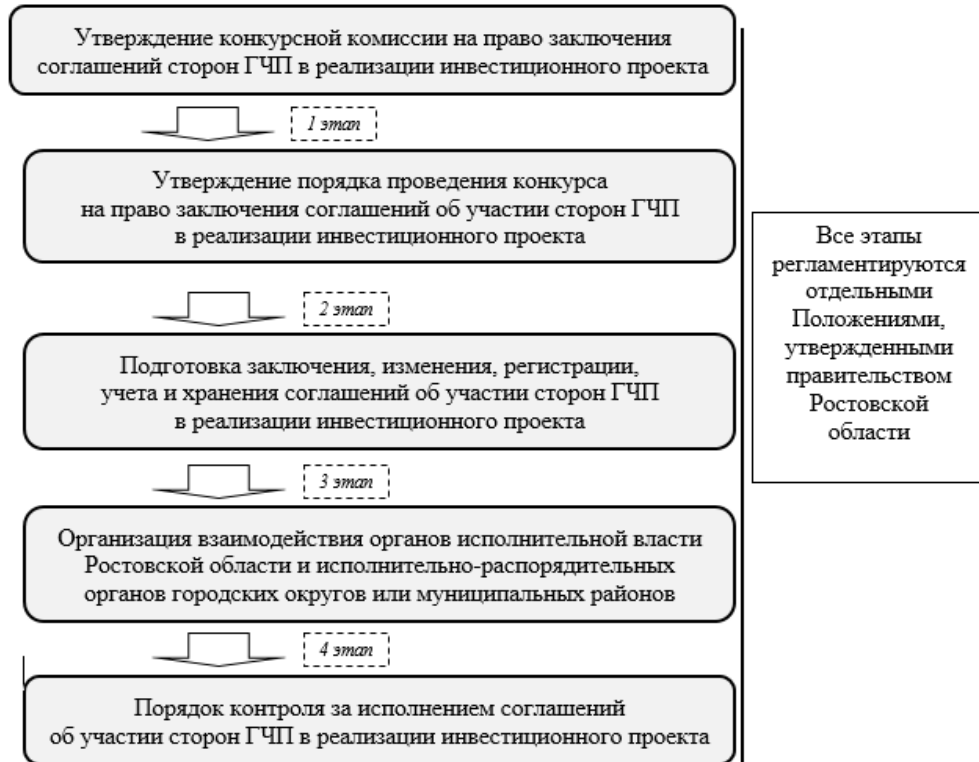 Утверждение конкурсной комиссии на право заключения
соглашений сторон ГЧП в реализации инвестиционного проекта
1 этап
Утверждение порядка проведения конкурса
на право заключения соглашений об участии сторон ГЧП
в реализации инвестиционного проекта
2 этап
Подготовка заключения, изменения, регистрации,
учета и хранения соглашений об участии сторон ГЧП
в реализации инвестиционного проекта
3 этап
Организация взаимодействия органов исполнительной власти
Ростовской области и исполнительно-распорядительных
органов городских округов или муниципальных районов
4 этап
Порядок контроля за исполнением соглашений
об участии сторон ГЧП в реализации инвестиционного проекта
Все этапы
регламентируются
отдельными
Положениями,
утвержденными
правительством
Ростовской
области